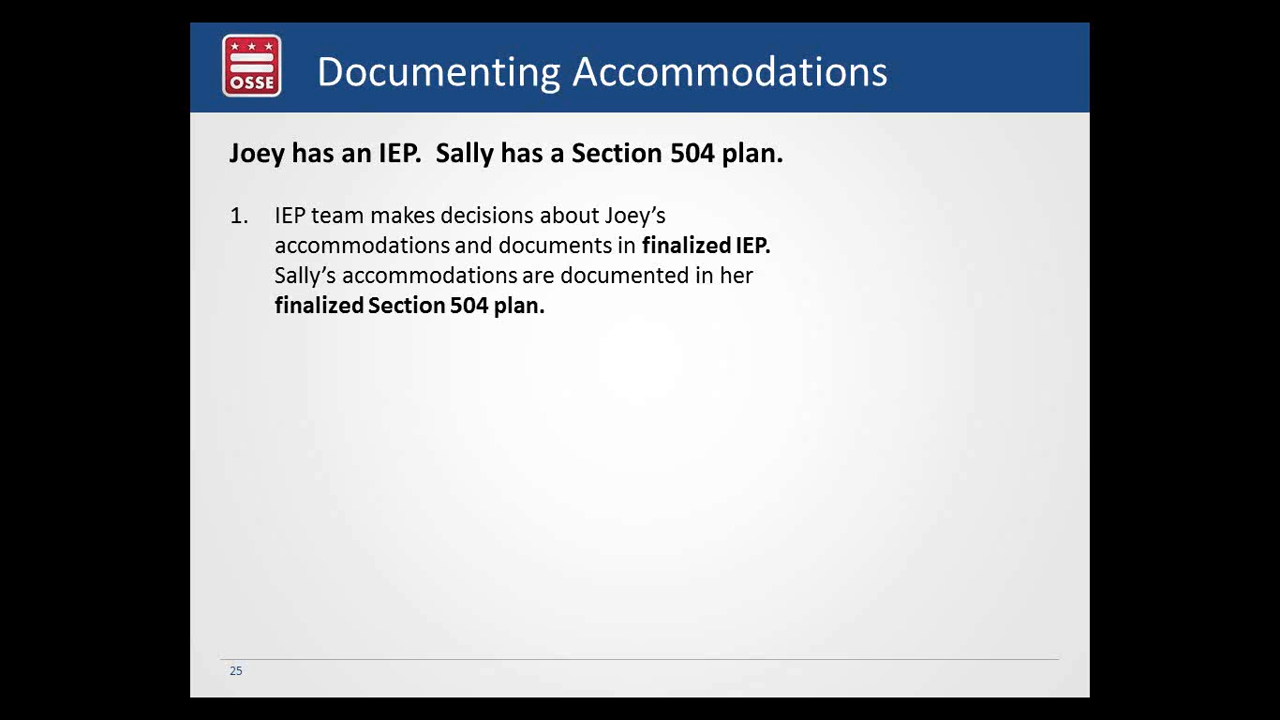 OSSE
Documenting Accommodations
Joey has an IEP.  Sally has a Section 504 plan.
1. IEP team makes decisions about Joey’s
accommodations and documents in finalized IEP.
Sally’s accommodations are documented in her
finalized Section 504 plan.
25